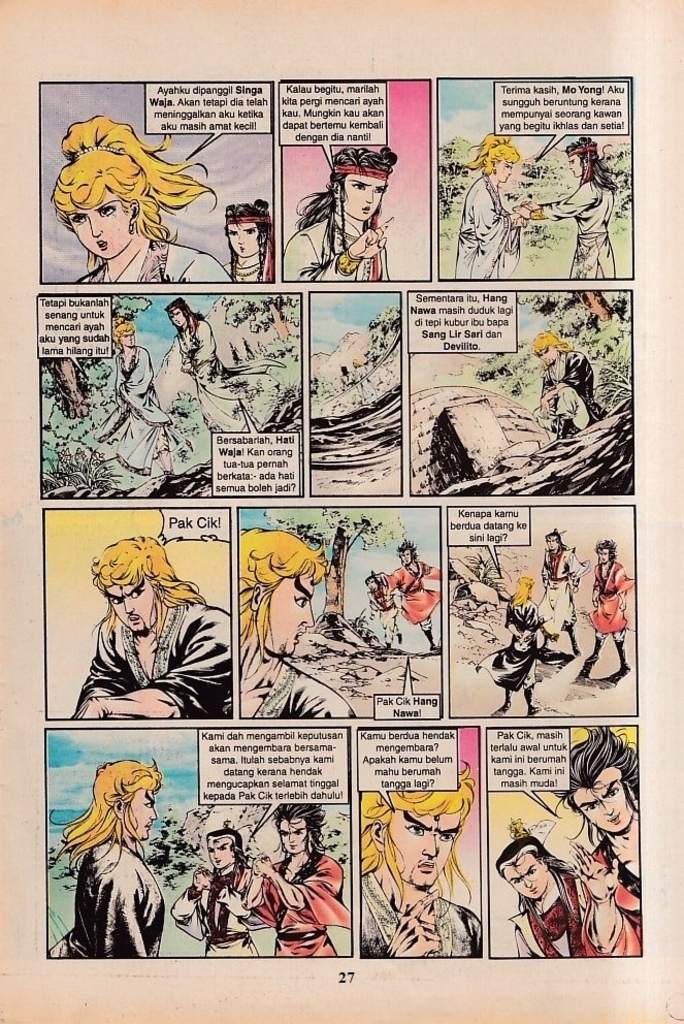 Ayahku dipanggil Singa
Waja. Akan tetapi dia telah
meninggalkan aku ketika
aku masih amat kecil!
Kalau begitu, marilah
kita pergi mencari ayah
kau. Mungkin kau akan
dapat bertemu kembali
dengan dia nanti!
Terima kasih, Mo Yong! Aku
sungguh beruntung kerana
mempunyai seorang kawan
yang begitu ikhlas dan setia!
Tetapi bukanlah
senang untuk
mencari ayah
aku yang sudah
lama hilang itu!
Bersabarlah, Hati
Waja! Kan orang
tua-tua pernah
berkata:- ada hati
semua boleh jadi?
Sementara itu, Hang
Nawa masih duduk lagi
di tepi kubur ibu bapa
Sang Lir Sari dan
Devilito.
Pak Cik!
Pak Cik Hang
Nawa!
Kenapa kamu
berdua datang ke
sini lagi?
Kami dah mengambil keputusan
akan mengembara bersama-
sama. Itulah sebabnya kami
datang kerana hendak
mengucapkan selamat tinggal
kepada Pak Cik terlebih dahulu!
Kamu berdua hendak
mengembara?
Apakah kamu belum
mahu berumah
tangga lagi?
Pak Cik, masih
terlalu awal untuk
kami ini berumah
tangga. Kami ini
masih muda!
27